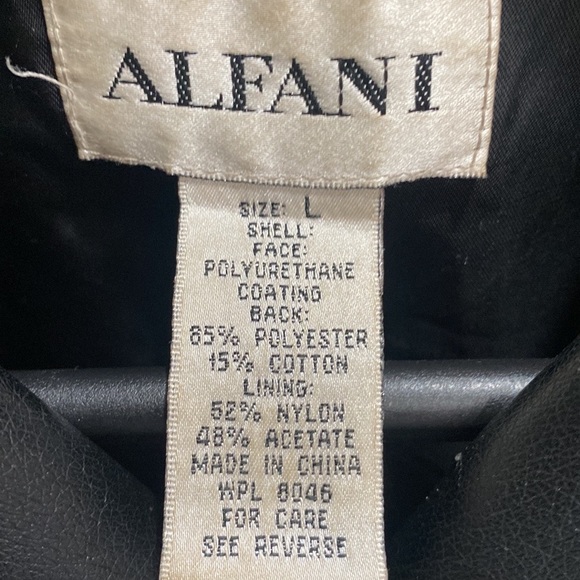 ALFANI
SIZE: L
SHELL:
FACE:
POLYURETHANE
COATING
BACK:
85% POLYESTER
15% COTTON
LINING:
52% NYLON
48% ACETATE
MADE IN CHINA
WPL 8046
FOR CARE
SEE REVERSE